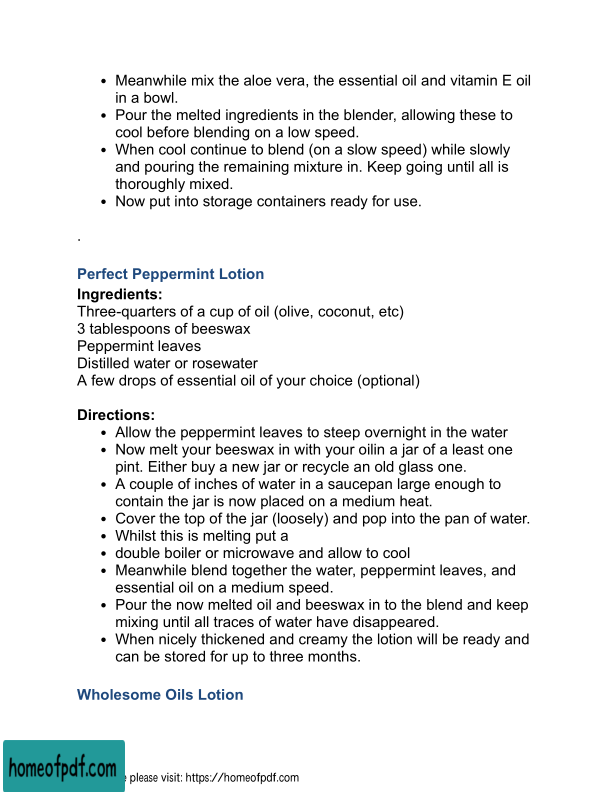 • Meanwhile mix the aloe vera, the essential oil and vitamin E oil
in a bowl.
• Pour the melted ingredients in the blender, allowing these to
cool before blending on a low speed.
• When cool continue to blend (on a slow speed) while slowly
and pouring the remaining mixture in. Keep going until all is
thoroughly mixed.
• Now put into storage containers ready for use.
.
Perfect Peppermint Lotion
Ingredients:
Three-quarters of a cup of oil (olive, coconut, etc)
3 tablespoons of beeswax
Peppermint leaves
Distilled water or rosewater
A few drops of essential oil of your choice (optional)
Directions:
• Allow the peppermint leaves to steep overnight in the water
• Now melt your beeswax in with your oilin a jar of a least one
pint. Either buy a new jar or recycle an old glass one.
• A couple of inches of water in a saucepan large enough to
contain the jar is now placed on a medium heat.
• Cover the top of the jar (loosely) and pop into the pan of water.
• Whilst this is melting put a
• double boiler or microwave and allow to cool
• Meanwhile blend together the water, peppermint leaves, and
essential oil on a medium speed.
• Pour the now melted oil and beeswax in to the blend and keep
mixing until all traces of water have disappeared.
• When nicely thickened and creamy the lotion will be ready and
can be stored for up to three months.
Wholesome Oils Lotion
homeofpdf.com
please visit: https://homeofpdf.com